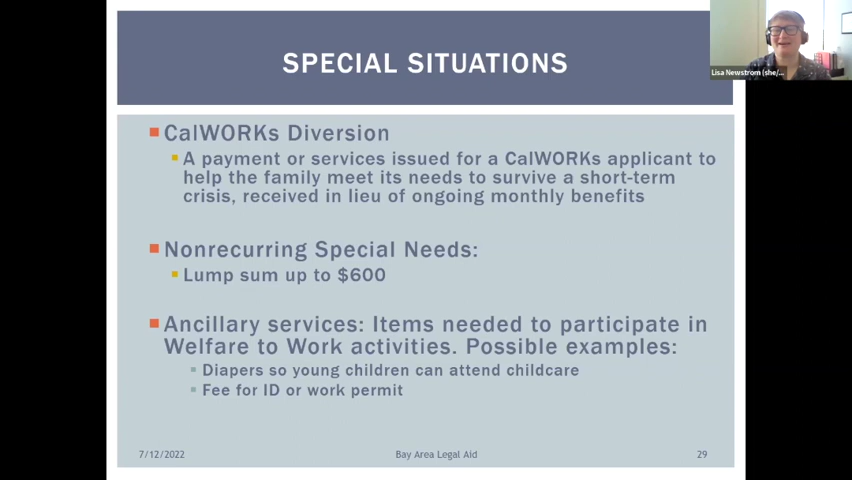 SPECIAL SITUATIONS
Lisa Newstrom (she/...
CalWORKs Diversion
A payment or services issued for a CalWORKs applicant to
help the family meet its needs to survive a short-term
crisis, received in lieu of ongoing monthly benefits
Nonrecurring Special Needs:
Lump sum up to $600
Ancillary services: Items needed to participate in
Welfare to Work activities. Possible examples:
Diapers so young children can attend childcare
Fee for ID or work permit
7/12/2022
Bay Area Legal Aid
29